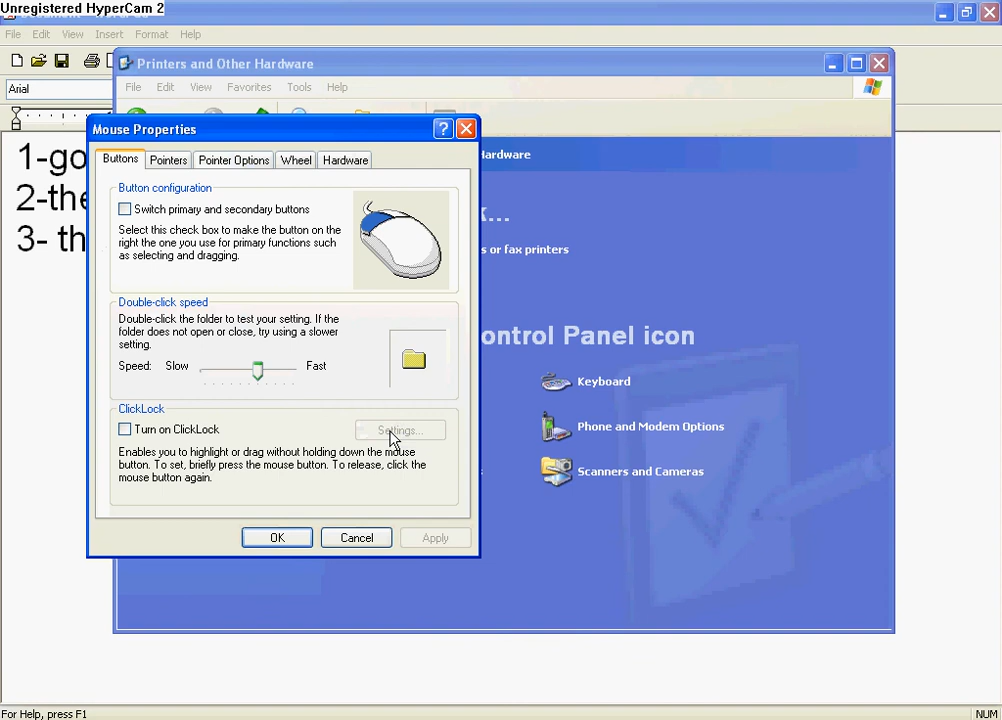 Unregistered HyperCam 2
File Edit View Insert Format Help
Arial
1-go
2-the
3- th
Printers and Other Hardware
File Edit View Favorites Tools Help
Hardware
k...
s or fax printers
ontrol Panel icon
Keyboard
Phone and Modem Options
Scanners and Cameras
Mouse Properties
Buttons Pointers Pointer Options Wheel Hardware
Button configuration
Switch primary and secondary buttons
Select this check box to make the button on the
right the one you use for primary functions such
as selecting and dragging.
Double-click speed
Double-click the folder to test your setting. If the
folder does not open or close, try using a slower
setting.
Speed: Slow Fast
ClickLock
Turn on ClickLock
Settings...
Enables you to highlight or drag without holding down the mouse
button. To set, briefly press the mouse button. To release, click the
mouse button again.
OK Cancel Apply
For Help, press F1
NUM